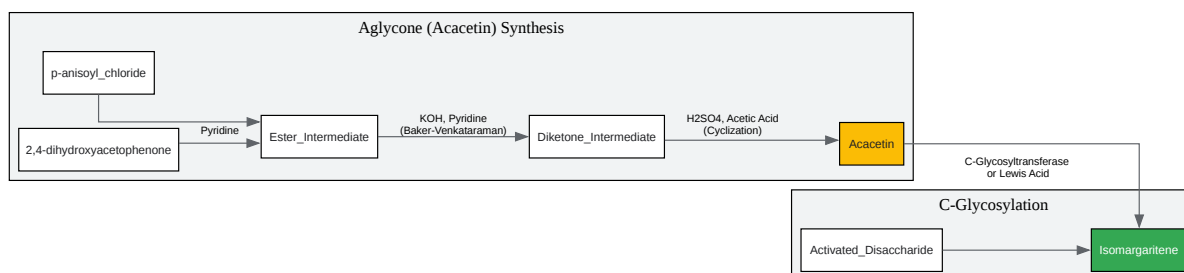 Aglycone (Acacetin) Synthesis
p-anisoyl_chloride
2,4-dihydroxyacetophenone
Pyridine
Ester_Intermediate
KOH, Pyridine
(Baker-Venkataraman)
Diketone_Intermediate
H2SO4, Acetic Acid
(Cyclization)
Acacetin
C-Glycosyltransferase
or Lewis Acid
C-Glycosylation
Activated_Disaccharide
Isomargaritene